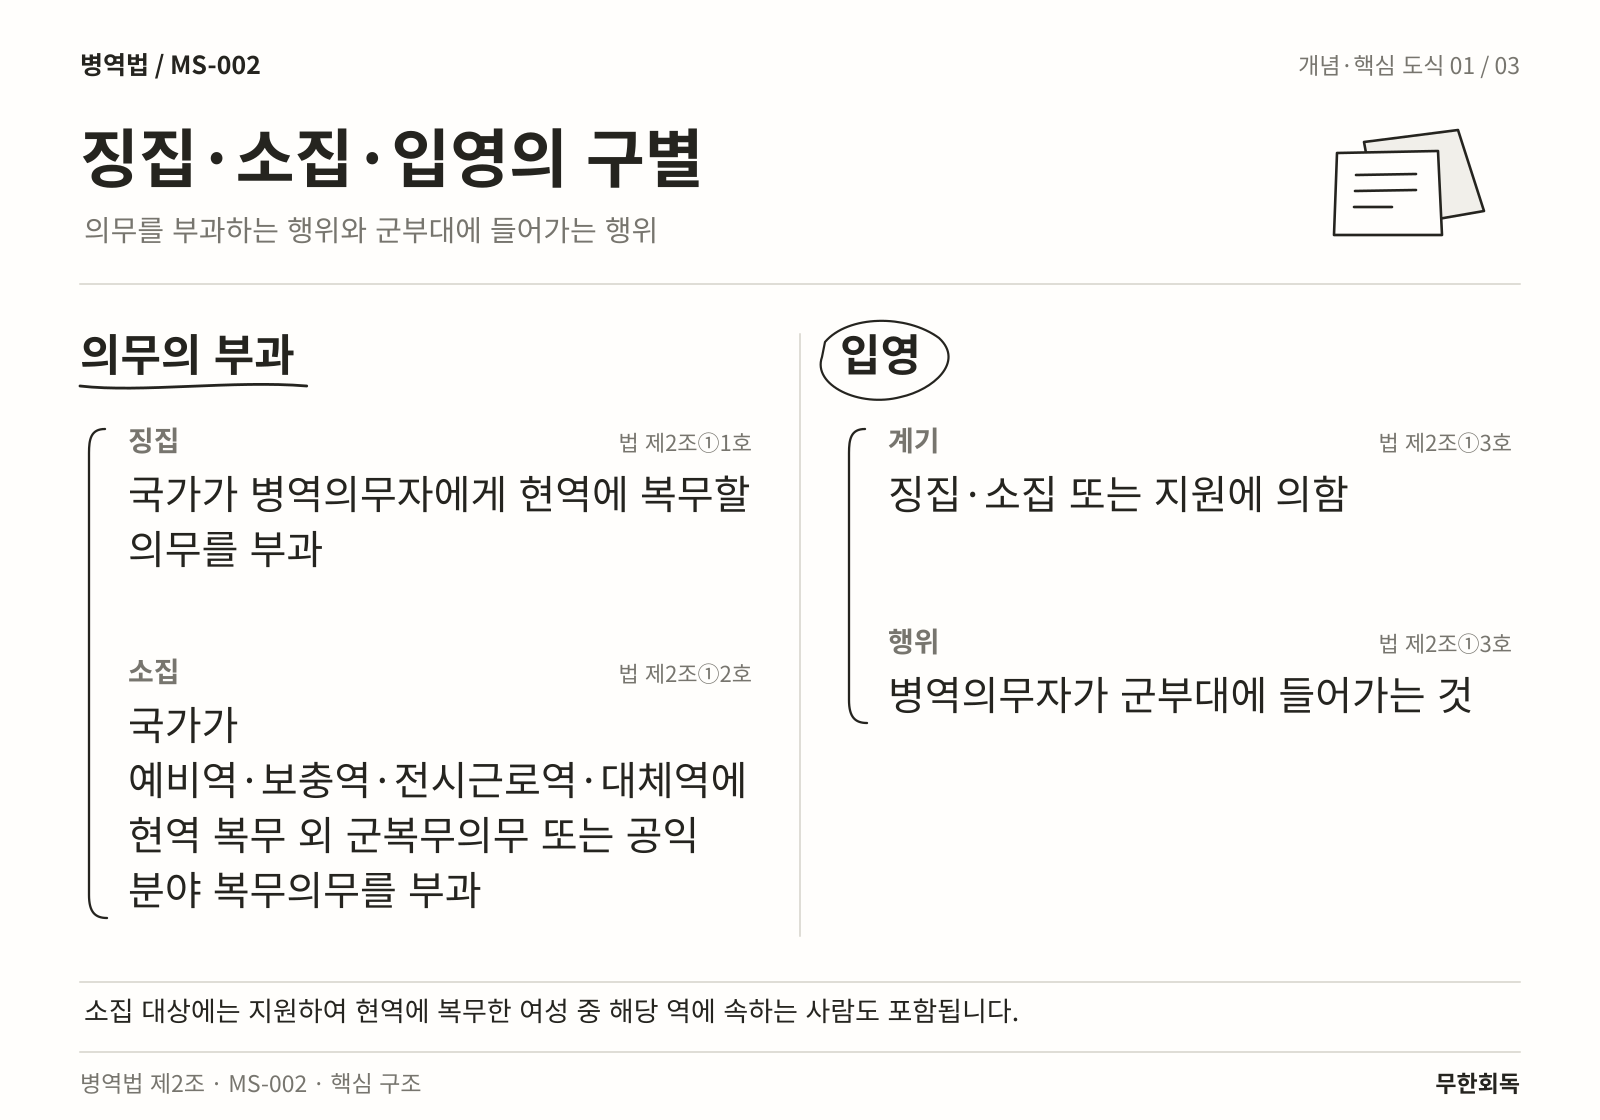 병역법 / MS-002
개념·핵심 도식 01 / 03
징집·소집·입영의 구별
의무를 부과하는 행위와 군부대에 들어가는 행위
의무의 부과
징집
법 제2조①1호
국가가 병역의무자에게 현역에 복무할
의무를 부과
소집
법 제2조①2호
국가가
예비역·보충역·전시근로역·대체역에
현역 복무 외 군복무의무 또는 공익
분야 복무의무를 부과
입영
계기
법 제2조①3호
징집·소집 또는 지원에 의함
행위
법 제2조①3호
병역의무자가 군부대에 들어가는 것
소집 대상에는 지원하여 현역에 복무한 여성 중 해당 역에 속하는 사람도 포함됩니다.
병역법 제2조 · MS-002 · 핵심 구조
무한회독